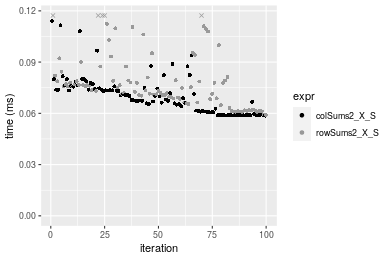 0.12
0.09
0.06
0.03
0.00
time (ms)
0
25
50
75
100
iteration
expr
colSums2_X_S
rowSums2_X_S